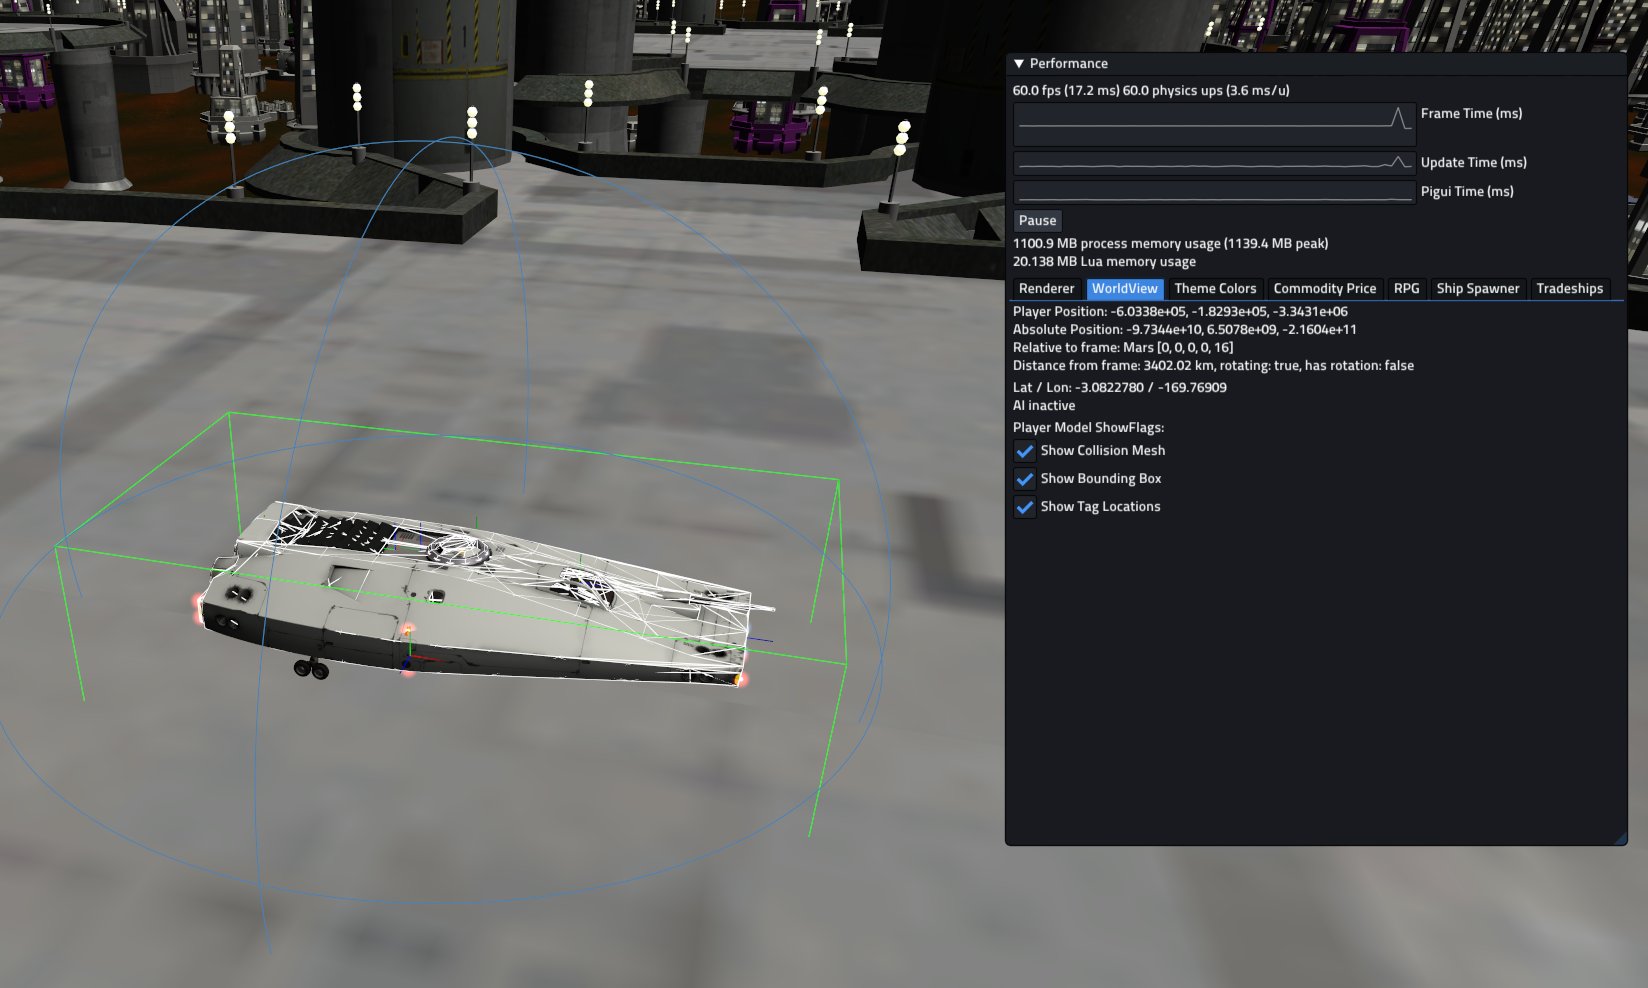 Performance
60.0 fps (17.2 ms) 60.0 physics ups (3.6 ms/u)
Frame Time (ms)
Update Time (ms)
Pigui Time (ms)
Pause
1100.9 MB process memory usage (1139.4 MB peak)
20.138 MB Lua memory usage
Renderer WorldView Theme Colors Commodity Price RPG Ship Spawner Tradeships
Player Position: -6.0338e+05, -1.8293e+05, -3.3431e+06
Absolute Position: -9.7344e+10, 6.5078e+09, -2.1604e+11
Relative to frame: Mars [0, 0, 0, 0, 16]
Distance from frame: 3402.02 km, rotating: true, has rotation: false
Lat / Lon: -3.0822780 / -169.76909
AI inactive
Player Model ShowFlags:
Show Collision Mesh
Show Bounding Box
Show Tag Locations